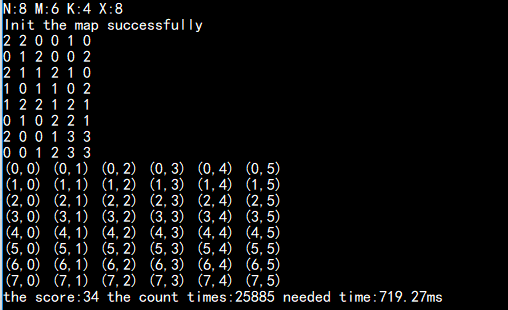 N:8 M:6 K:4 X:8
Init the map successfully
2 2 0 0 1 0
0 1 2 0 0 2
2 1 1 2 1 0
1 0 1 1 0 2
1 2 2 1 2 1
0 1 0 2 2 1
2 0 0 1 3 3
0 0 1 2 3 3
(0,0) (0,1) (0,2) (0,3) (0,4) (0,5)
(1,0) (1,1) (1,2) (1,3) (1,4) (1,5)
(2,0) (2,1) (2,2) (2,3) (2,4) (2,5)
(3,0) (3,1) (3,2) (3,3) (3,4) (3,5)
(4,0) (4,1) (4,2) (4,3) (4,4) (4,5)
(5,0) (5,1) (5,2) (5,3) (5,4) (5,5)
(6,0) (6,1) (6,2) (6,3) (6,4) (6,5)
(7,0) (7,1) (7,2) (7,3) (7,4) (7,5)
the score:34 the count times:25885 needed time:719.27ms